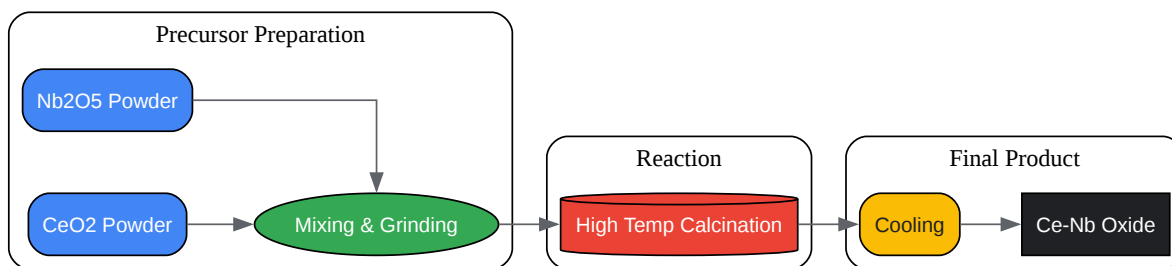 Precursor Preparation
Nb2O5 Powder
CeO2 Powder
Mixing & Grinding
Reaction
High Temp Calcination
Final Product
Cooling
Ce-Nb Oxide